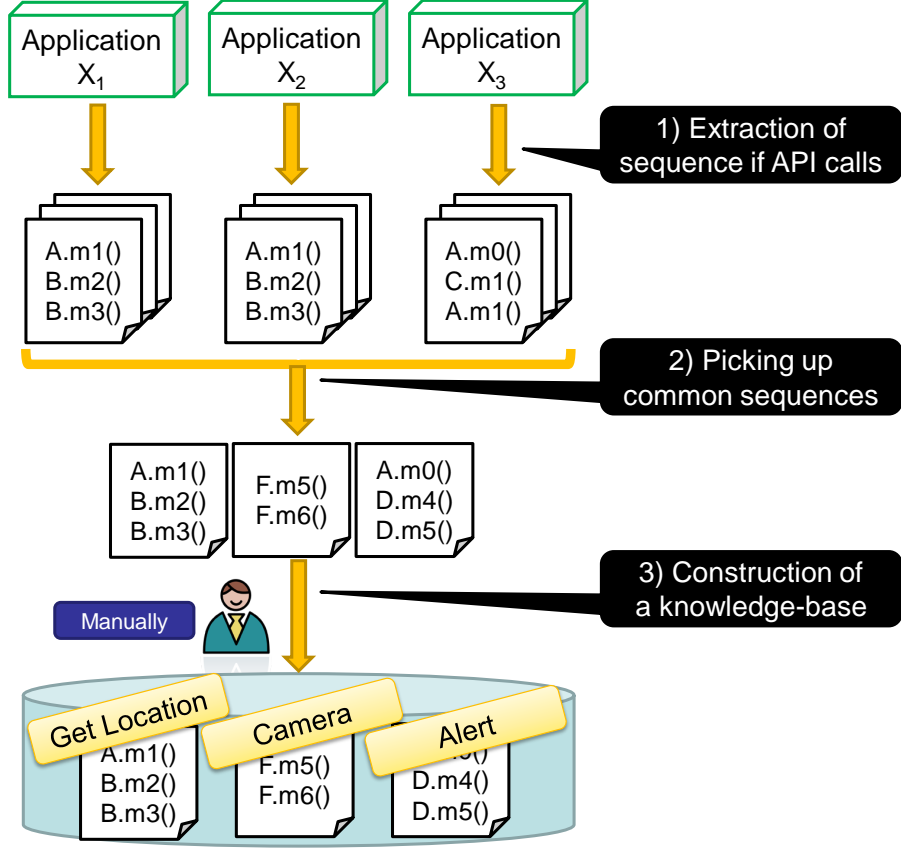 Application
X1
Application
X2
Application
X3
1) Extraction of
sequence if API calls
A.m1()
B.m2()
B.m3()
A.m1()
B.m2()
B.m3()
A.m0()
C.m1()
A.m1()
2) Picking up
common sequences
A.m1()
B.m2()
B.m3()
F.m5()
F.m6()
A.m0()
D.m4()
D.m5()
3) Construction of
a knowledge-base
Manually
Get Location
A.m1()
B.m2()
B.m3()
Camera
F.m5()
F.m6()
Alert
D.m4()
D.m5()